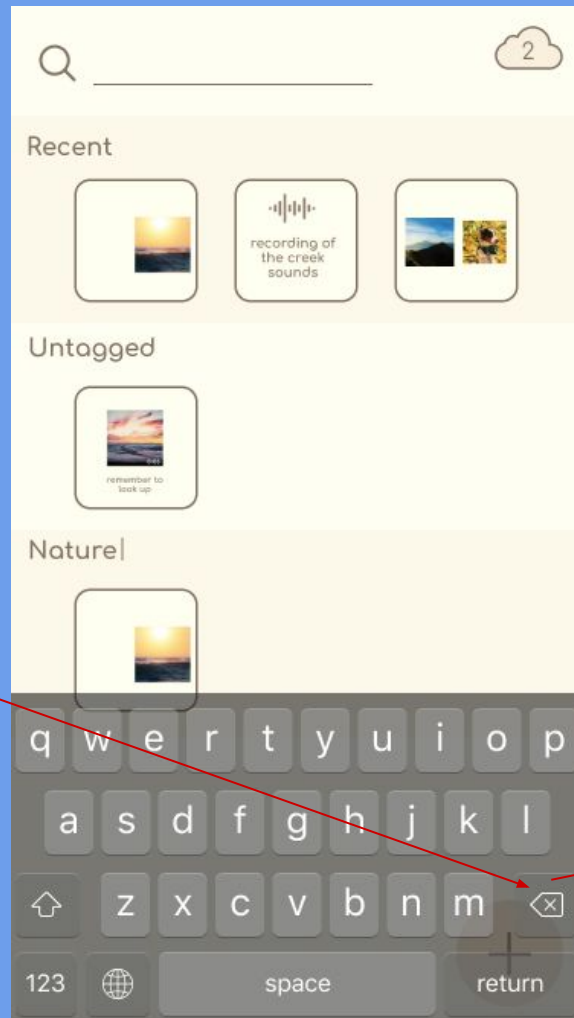 2
Recent
recording of
the creek
sounds
Untagged
remember to
look up
Nature
q w e r t y u i o p
a s d f g h j k l
z x c v b n m
123 space return